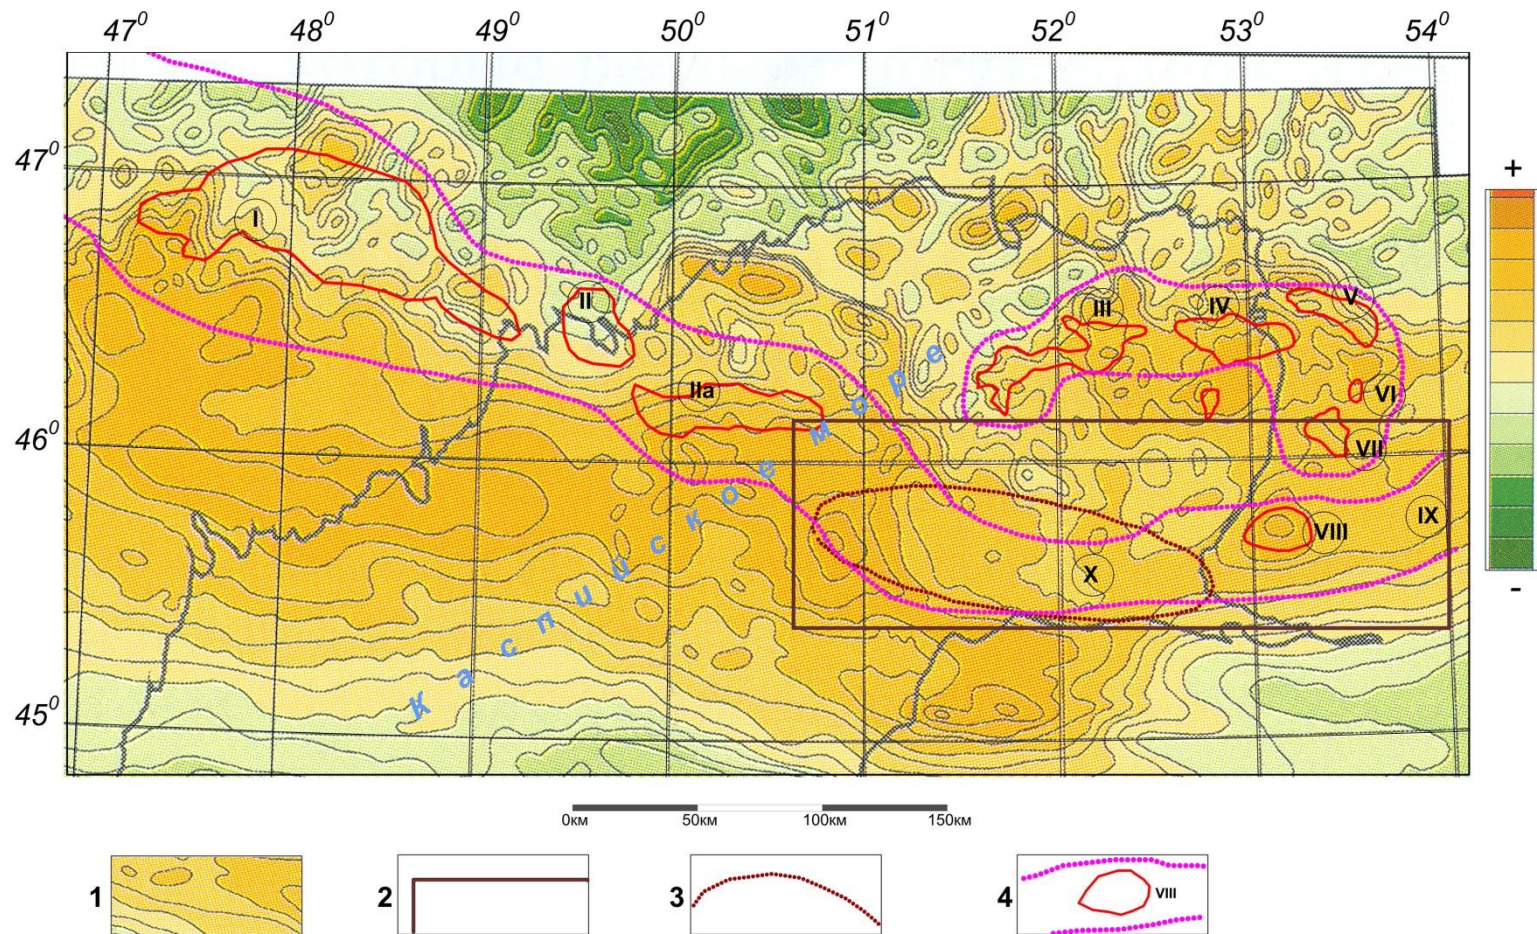 47⁰ 48⁰ 49⁰ 50⁰ 51⁰ 52⁰ 53⁰ 54⁰
47⁰
+
I
II
III
IV
V
IIа
VI
46⁰
VII
VIII
IX
X
Каспийское море
-
45⁰
0км 50км 100км 150км
1
2
3
4
VIII